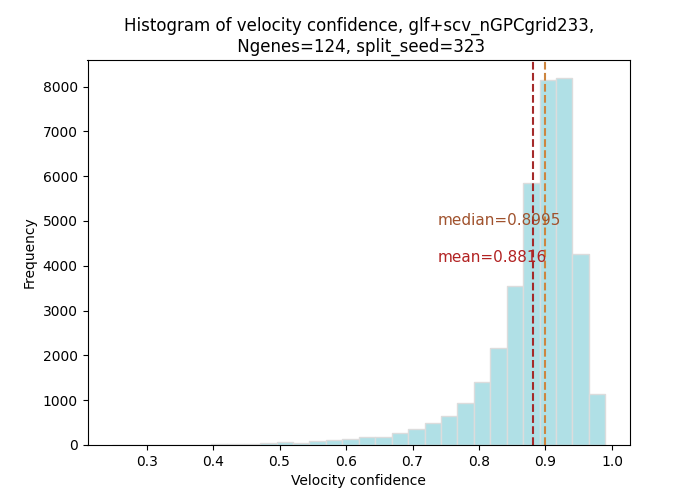 Histogram of velocity confidence, glf+scv_nGPCgrid233,
Ngenes=124, split_seed=323
Frequency
8000
7000
6000
5000
4000
3000
2000
1000
0
median=0.8995
mean=0.8816
0.3 0.4 0.5 0.6 0.7 0.8 0.9 1.0
Velocity confidence